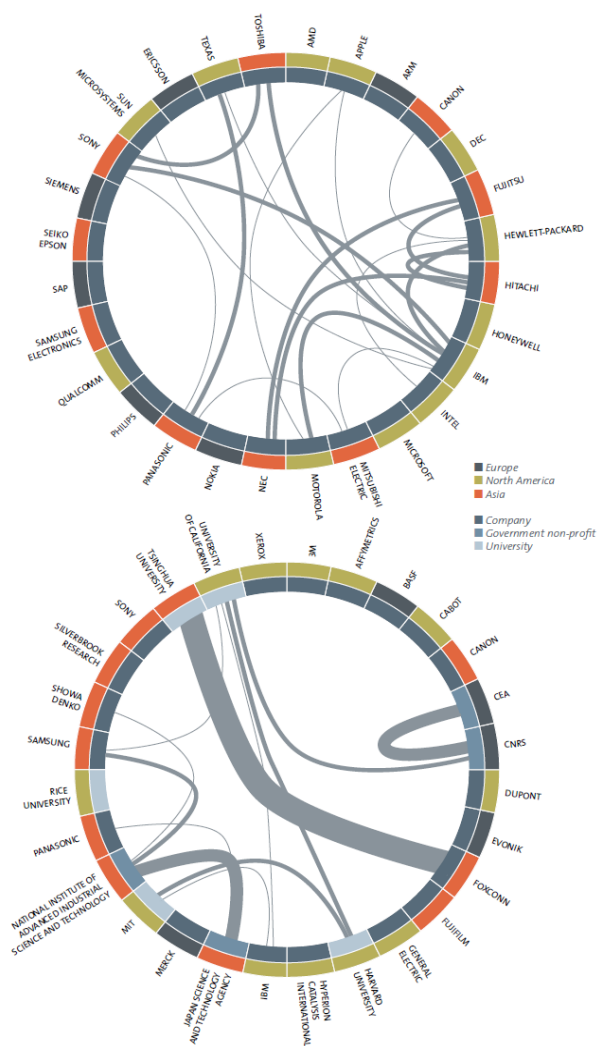 TOSHIBA
AMD
APPLE
ARM
CANON
DEC
FUJITSU
HEWLETT-PACKARD
HITACHI
HONEYWELL
IBM
INTEL
MICROSOFT
MITSUBISHI
ELECTRIC
MOTOROLA
NEC
NOKIA
PANASONIC
PHILIPS
QUALCOMM
SAMSUNG
ELECTRONICS
SAP
SEIKO
EPSON
SIEMENS
SONY
SUN
MICROSYSTEMS
ERICSSON
TEXAS
Europe
North America
Asia
Company
Government non-profit
University
XEROX
WE
AFFYMETRICS
BASF
CABOT
CANON
CEA
CNRS
DUPONT
EVONIK
FOXCONN
FUJIFILM
GENERAL
ELECTRIC
HARVARD
UNIVERSITY
HYPERION
CATALYSIS
INTERNATIONAL
IBM
JAPAN SCIENCE
AND TECHNOLOGY
AGENCY
MERCK
MIT
NATIONAL INSTITUTE OF
ADVANCED INDUSTRIAL
SCIENCE AND TECHNOLOGY
PANASONIC
RICE
UNIVERSITY
SAMSUNG
SHOWA
DENKO
SILVERBROOK
RESEARCH
SONY
TSINGHUA
UNIVERSITY
UNIVERSITY
OF CALIFORNIA